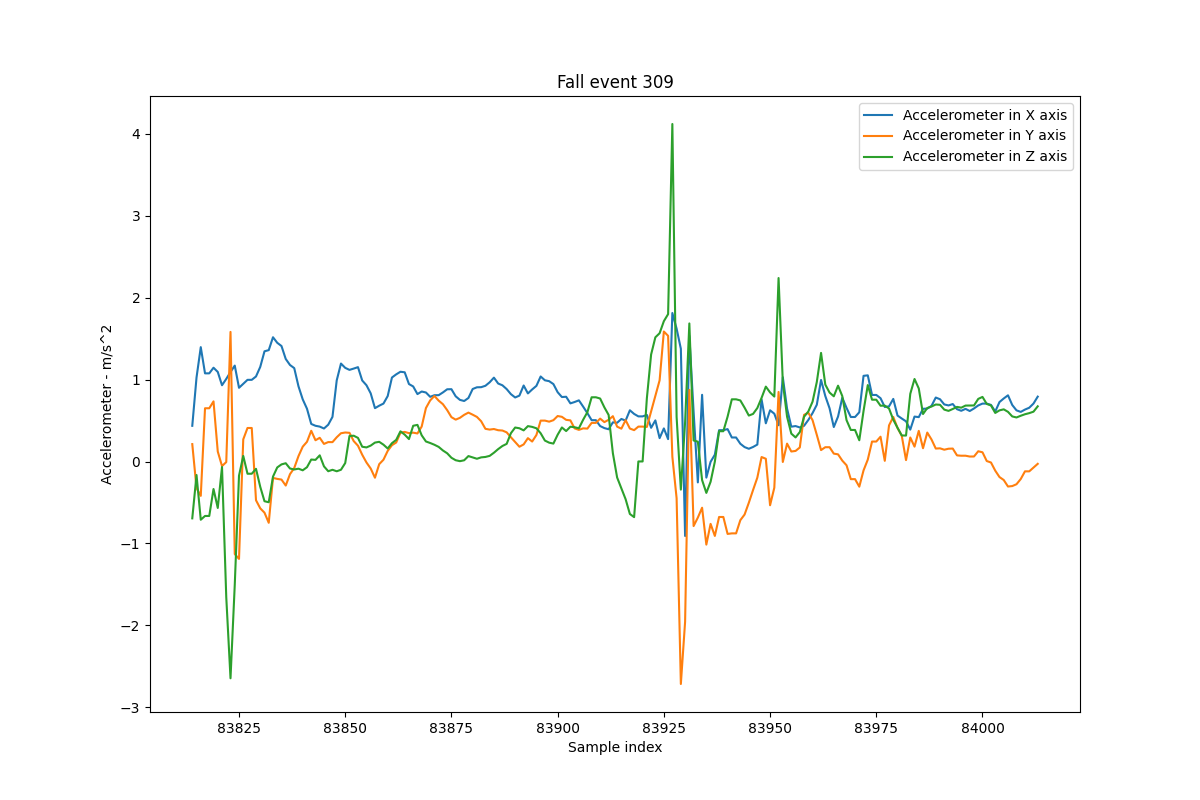 Fall event 309
Accelerometer in X axis
Accelerometer in Y axis
Accelerometer in Z axis
Accelerometer - m/s^2
4
3
2
1
0
−1
−2
−3
83825 83850 83875 83900 83925 83950 83975 84000
Sample index